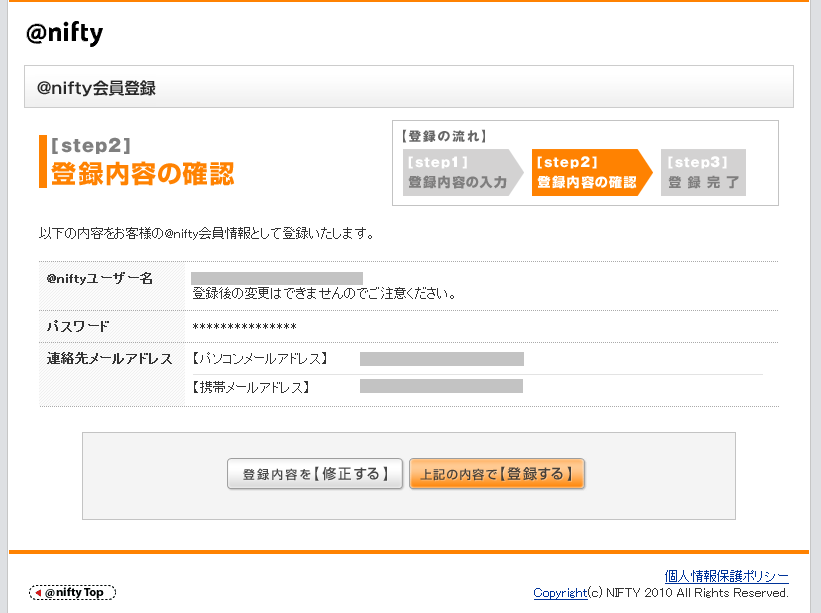 @nifty
@nifty会員登録
[step2]
登録内容の確認
【登録の流れ】
[step1]
登録内容の入力
[step2]
登録内容の確認
[step3]
登録完了
以下の内容をお客様の@nifty会員情報として登録いたします。
@niftyユーザー名
登録後の変更はできませんのでご注意ください。
パスワード ***************
連絡先メールアドレス 【パソコンメールアドレス】
【携帯メールアドレス】
登録内容を【修正する】 上記の内容で【登録する】
個人情報保護ポリシー
@nifty Top Copyright(c) NIFTY 2010 All Rights Reserved.